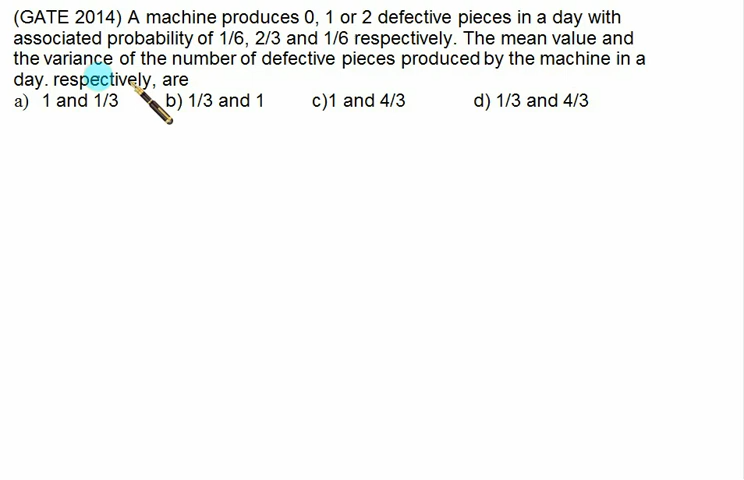 (GATE 2014) A machine produces 0, 1 or 2 defective pieces in a day with
associated probability of 1/6, 2/3 and 1/6 respectively. The mean value and
the variance of the number of defective pieces produced by the machine in a
day. respectively, are
a) 1 and 1/3 b) 1/3 and 1 c)1 and 4/3 d) 1/3 and 4/3